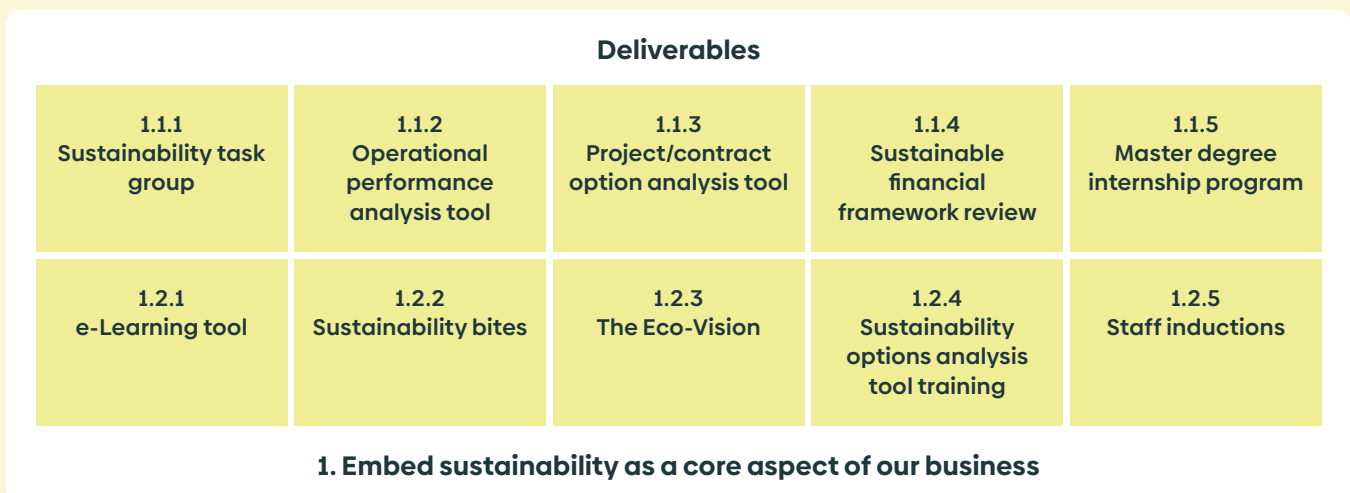 Deliverables
1.1.1
Sustainability task
group
1.1.2
Operational
performance
analysis tool
1.1.3
Project/contract
option analysis tool
1.1.4
Sustainable
financial
framework review
1.1.5
Master degree
internship program
1.2.1
e-Learning tool
1.2.2
Sustainability bites
1.2.3
The Eco-Vision
1.2.4
Sustainability
options analysis
tool training
1.2.5
Staff inductions
1. Embed sustainability as a core aspect of our business